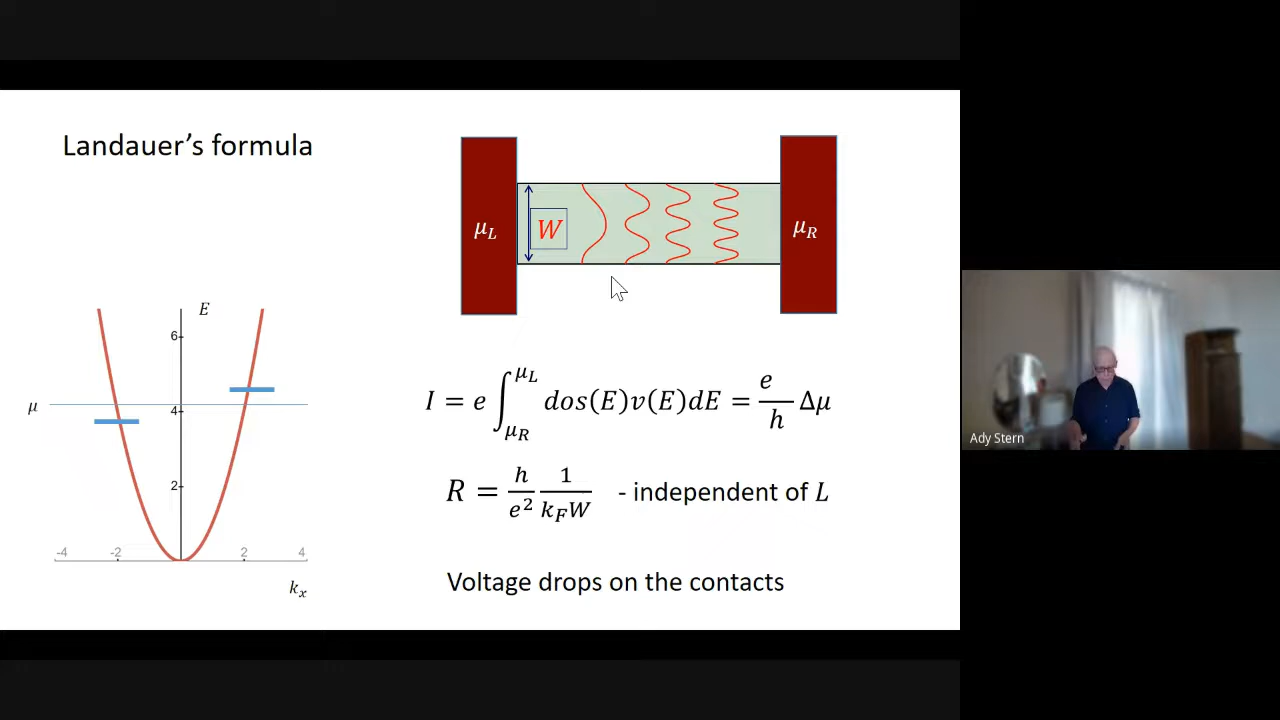 Landauer's formula
μL
W
μR
E
6
μ
4
2
-4 -2 2 4
kx
I = e ∫_{μR}^{μL} dos(E)v(E)dE = e/h Δμ
R = h/e² 1/(k_F W) - independent of L
Voltage drops on the contacts
Ady Stern